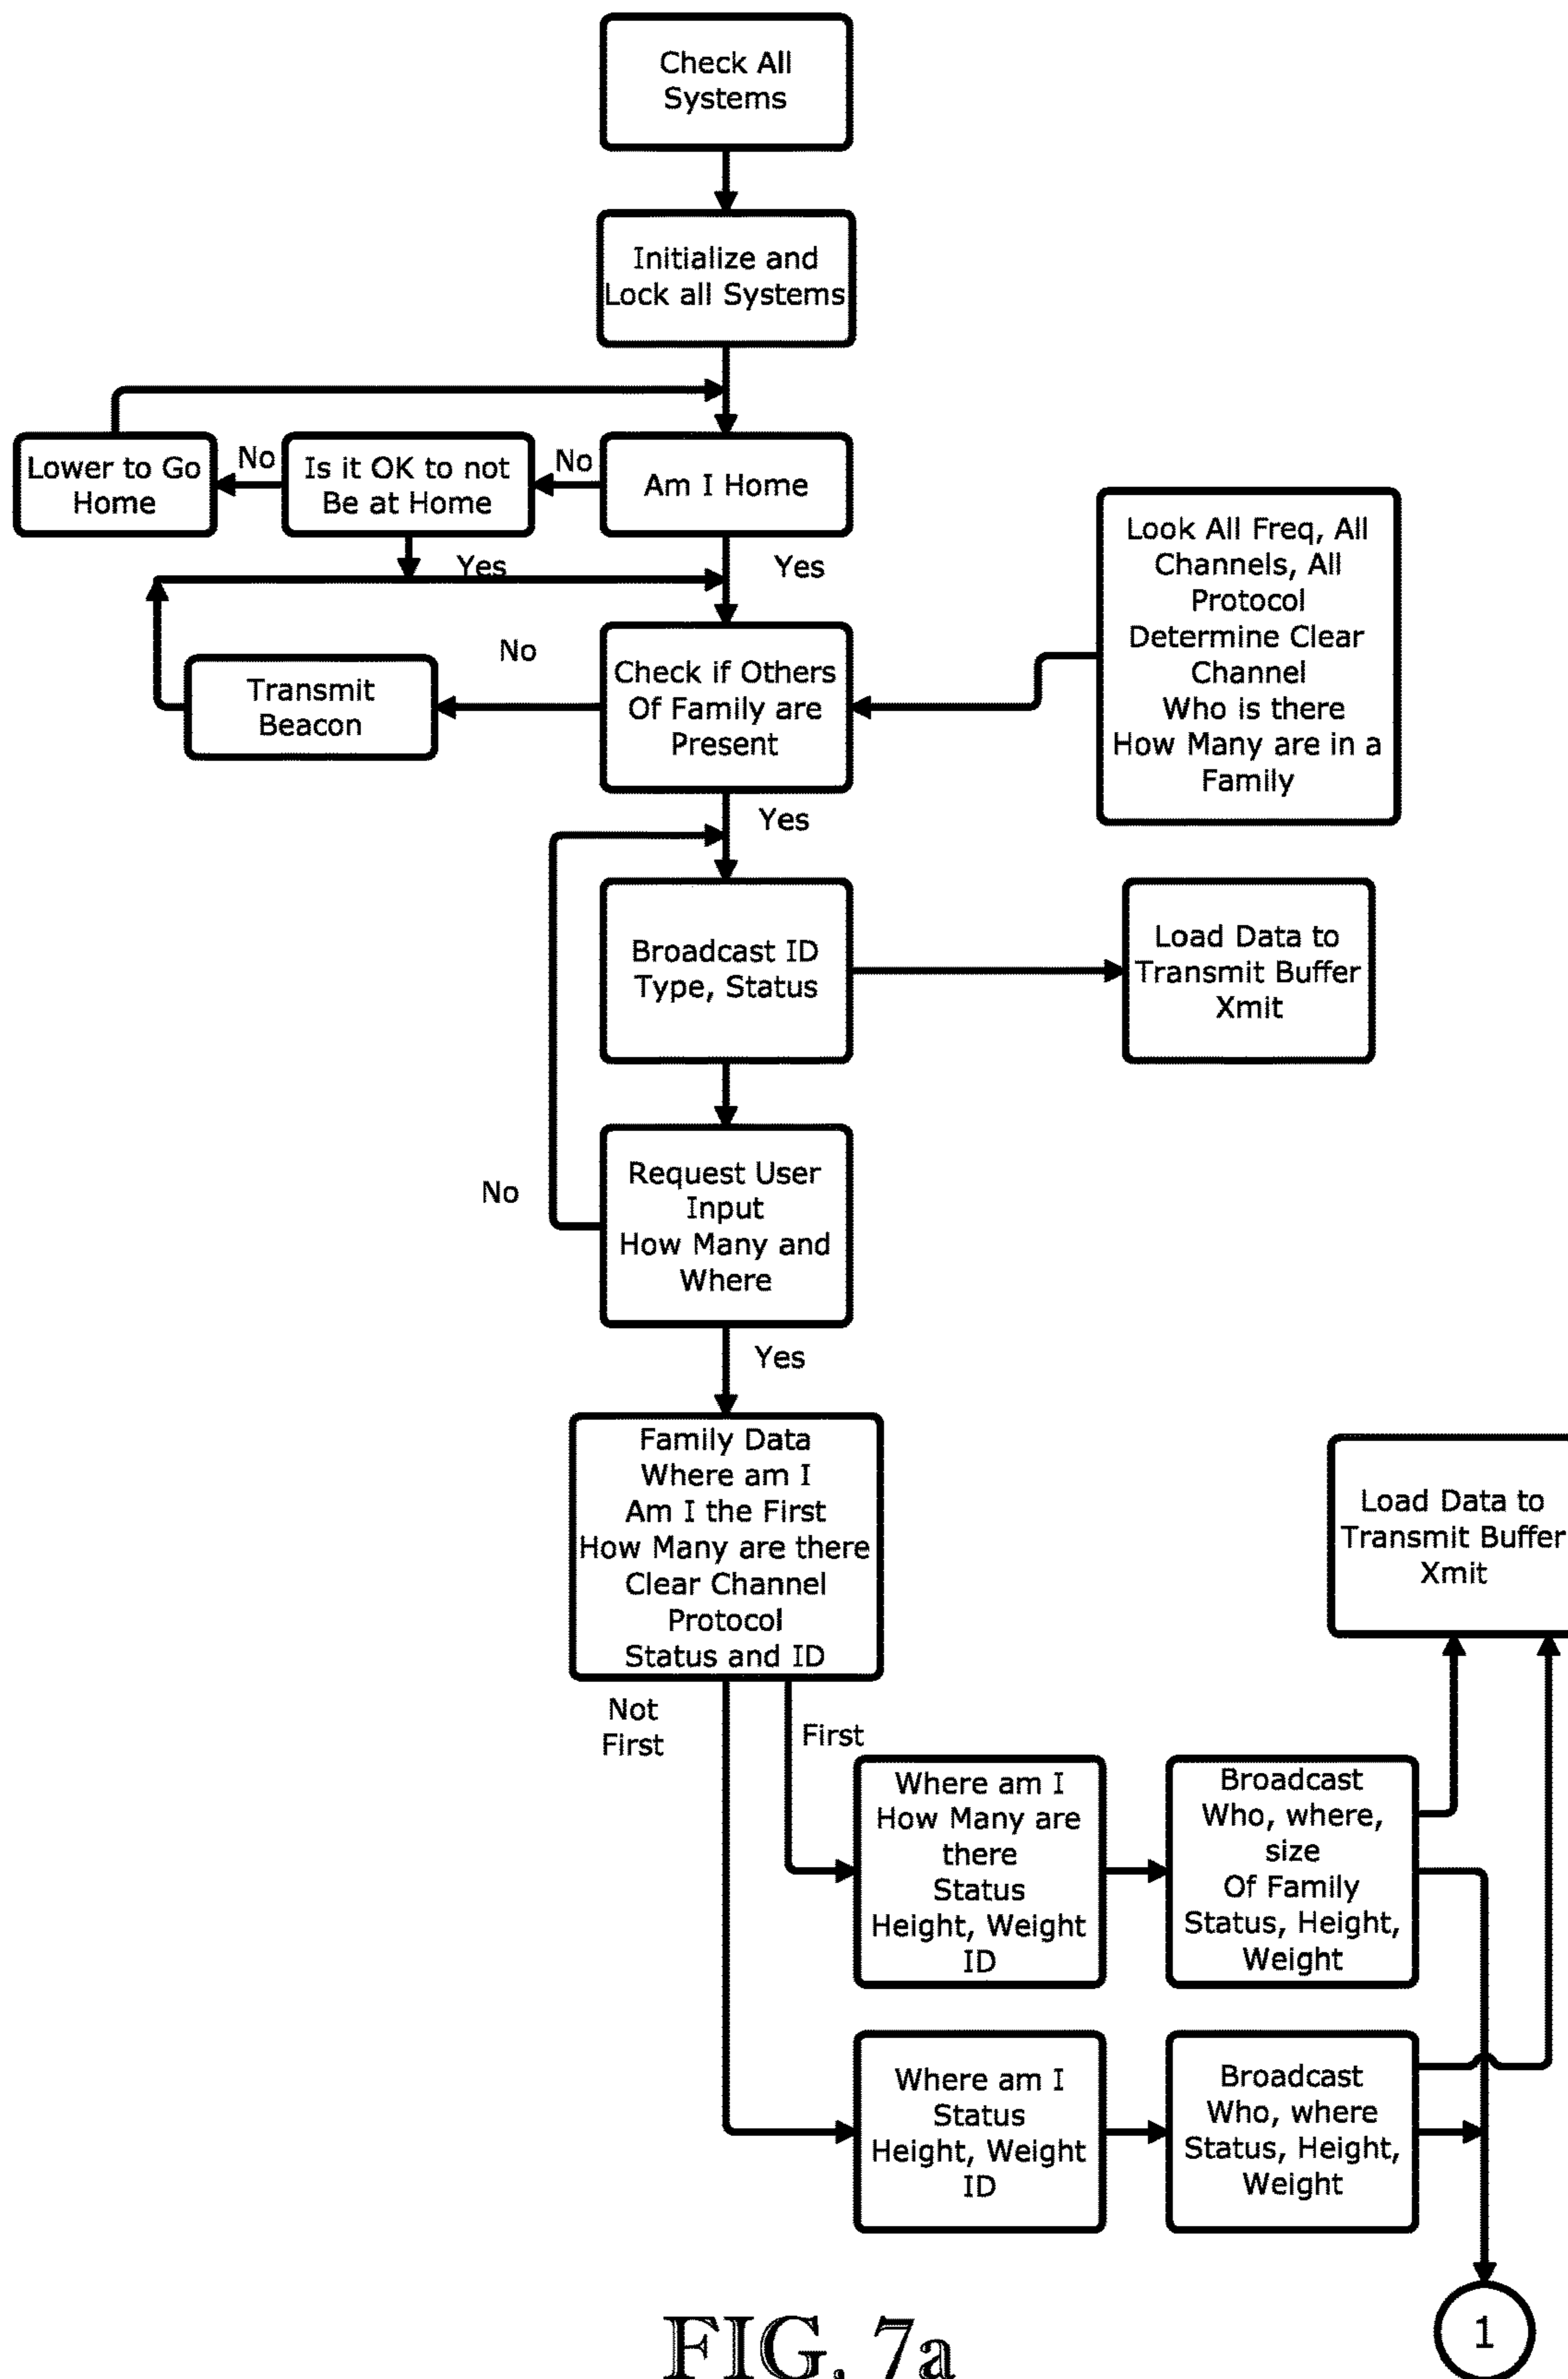 Check All
Systems
Initialize and
Lock all Systems
Lower to Go
Home
No
Is it OK to not
Be at Home
No
Am I Home
Yes
Yes
Look All Freq, All
Channels, All
Protocol
Determine Clear
Channel
Who is there
How Many are in a
Family
No
Transmit
Beacon
Check if Others
Of Family are
Present
Yes
Broadcast ID
Type, Status
Load Data to
Transmit Buffer
Xmit
No
Request User
Input
How Many and
Where
Yes
Family Data
Where am I
Am I the First
How Many are there
Clear Channel
Protocol
Status and ID
Load Data to
Transmit Buffer
Xmit
Not
First
First
Where am I
How Many are
there
Status
Height, Weight
ID
Broadcast
Who, where,
size
Of Family
Status, Height,
Weight
Where am I
Status
Height, Weight
ID
Broadcast
Who, where
Status, Height,
Weight
1
FIG. 7a